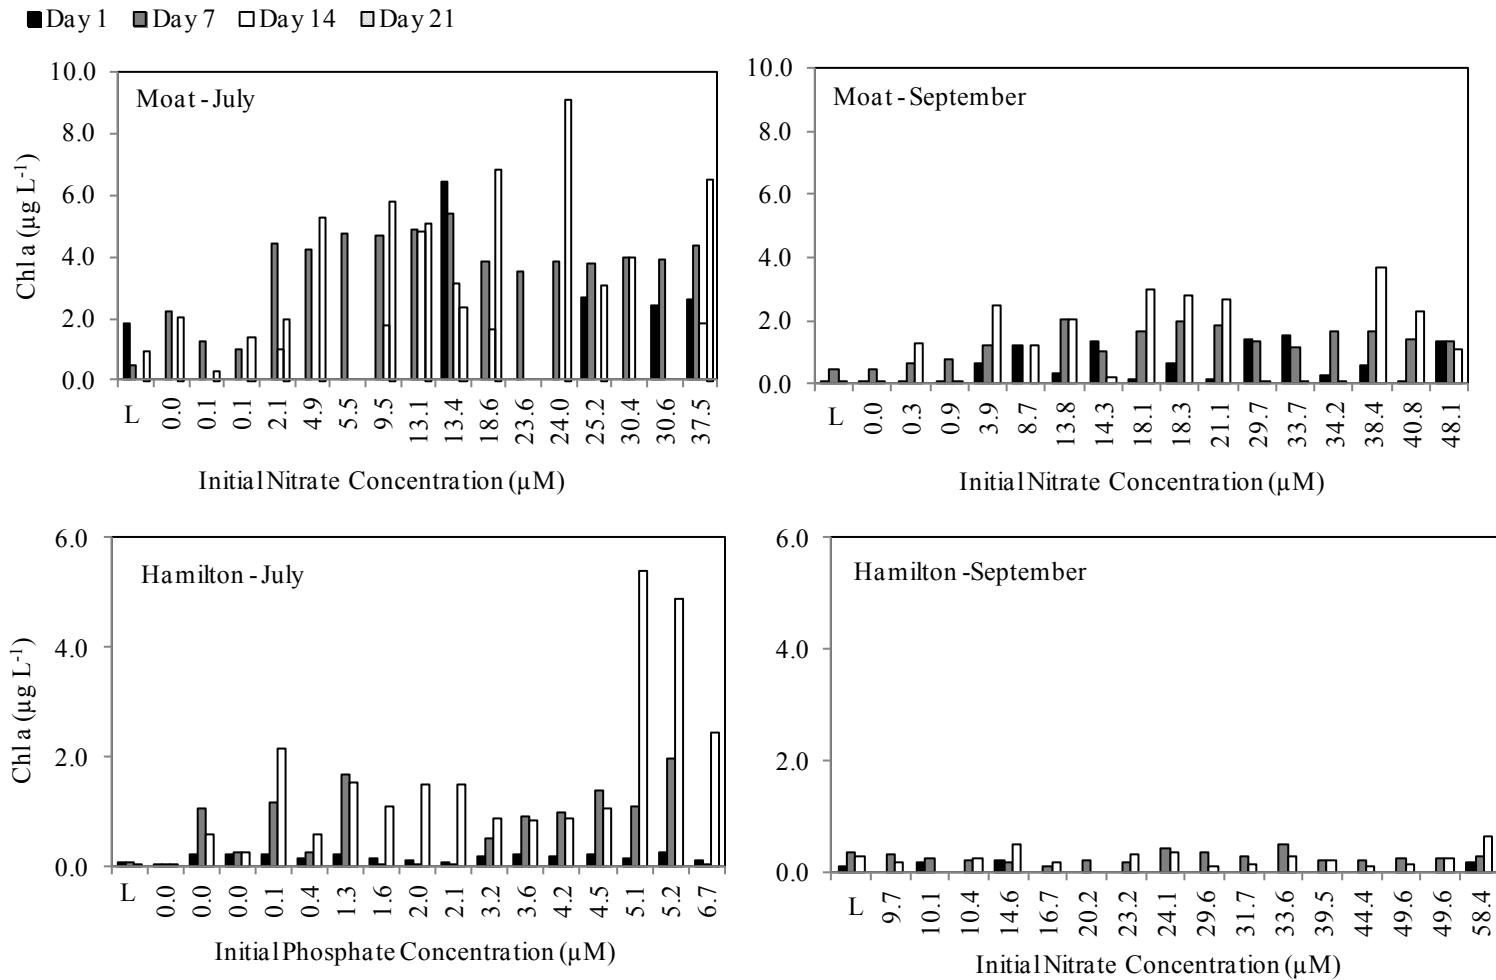 Day 1 Day 7 Day 14 Day 21
10.0
8.0
6.0
4.0
2.0
0.0
Chl a (µg L-1)
Moat - July
L 0.0 0.1 0.1 2.1 4.9 5.5 9.5 13.1 13.4 18.6 23.6 24.0 25.2 30.4 30.6 37.5
Initial Nitrate Concentration (µM)
10.0
8.0
6.0
4.0
2.0
0.0
Moat - September
L 0.0 0.3 0.9 3.9 8.7 13.8 14.3 18.1 18.3 21.1 29.7 33.7 34.2 38.4 40.8 48.1
Initial Nitrate Concentration (µM)
6.0
4.0
2.0
0.0
Chl a (µg L-1)
Hamilton - July
L 0.0 0.0 0.0 0.1 0.4 1.3 1.6 2.0 2.1 3.2 3.6 4.2 4.5 5.1 5.2 6.7
Initial Phosphate Concentration (µM)
6.0
4.0
2.0
0.0
Hamilton - September
L 9.7 10.1 10.4 14.6 16.7 20.2 23.2 24.1 29.6 31.7 33.6 39.5 44.4 49.6 49.6 58.4
Initial Nitrate Concentration (µM)